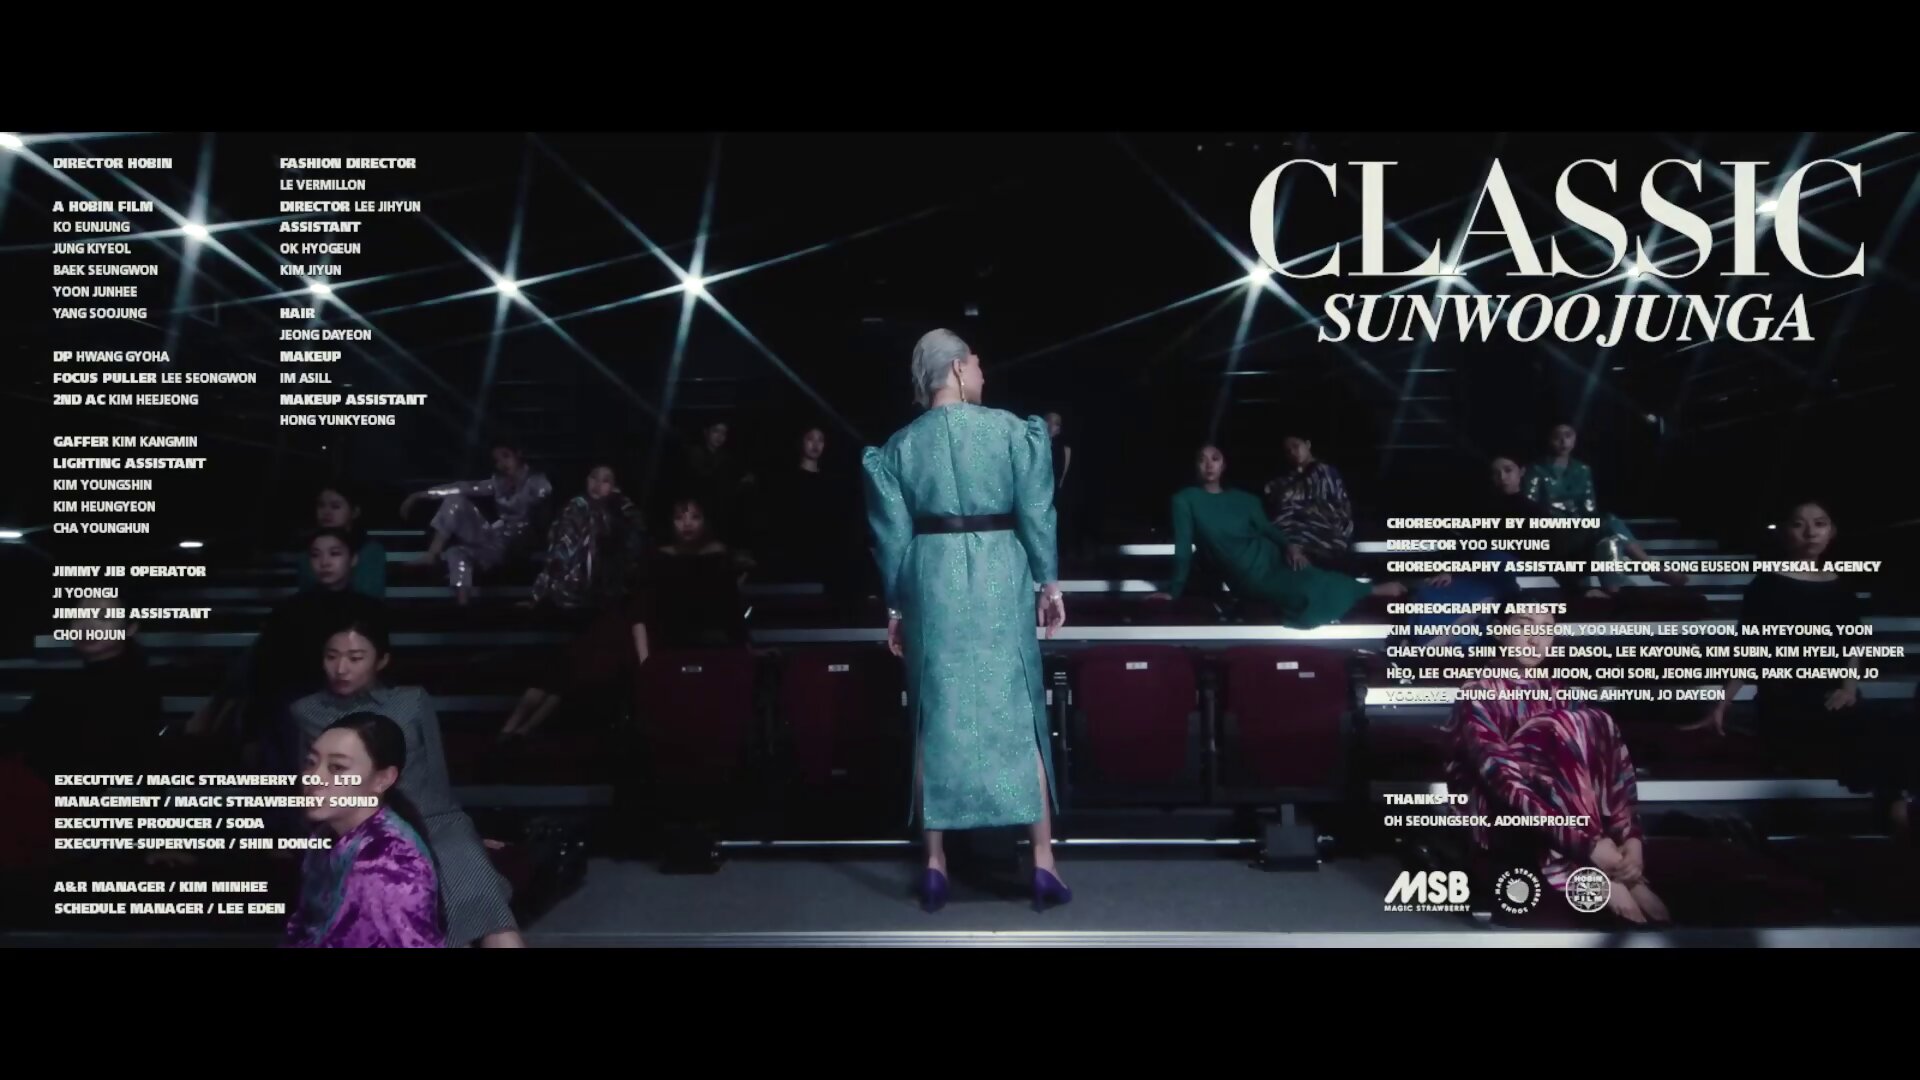 DIRECTOR HOBIN
A HOBIN FILM
KO EUNJUNG
JUNG KIYEOL
BAEK SEUNGWON
YOON JUNHEE
YANG SOOJUNG
DP HWANG GYOHA
FOCUS PULLER LEE SEONGWON
2ND AC KIM HEEJEONG
GAFFER KIM KANGMIN
LIGHTING ASSISTANT
KIM YOUNGSHIN
KIM HEUNGYEON
CHA YOUNGHUN
JIMMY JIB OPERATOR
JI YOONGU
JIMMY JIB ASSISTANT
CHOI HOJUN
EXECUTIVE / MAGIC STRAWBERRY CO., LTD
MANAGEMENT / MAGIC STRAWBERRY SOUND
EXECUTIVE PRODUCER / SODA
EXECUTIVE SUPERVISOR / SHIN DONGIC
A&R MANAGER / KIM MINHEE
SCHEDULE MANAGER / LEE EDEN
FASHION DIRECTOR
LE VERMILLON
DIRECTOR LEE JIHYUN
ASSISTANT
OK HYOGEUN
KIM JIYUN
HAIR
JEONG DAYEON
MAKEUP
IM ASILL
MAKEUP ASSISTANT
HONG YUNKYEONG
CLASSIC
SUNWOOJUNGA
CHOREOGRAPHY BY HOWHYOU
DIRECTOR YOO SUKYUNG
CHOREOGRAPHY ASSISTANT DIRECTOR SONG EUSEON PHYSKAL AGENCY
CHOREOGRAPHY ARTISTS
KIM NAMYOON, SONG EUSEON, YOO HAEUN, LEE SOYOON, NA HYEYOUNG, YOON
CHAEYOUNG, SHIN YESOL, LEE DASOL, LEE KAYOUNG, KIM SUBIN, KIM HYEJI, LAVENDER
HEO, LEE CHAEYOUNG, KIM JIOON, CHOI SORI, JEONG JIHYUNG, PARK CHAEWON, JO
YOONHYE, CHUNG AHHYUN, CHUNG AHHYUN, JO DAYEON
THANKS TO
OH SEOUNGSEOK, ADONISPROJECT
MSB
MAGIC STRAWBERRY
MAGIC STRAWBERRY SOUND
HOBIN
FILM